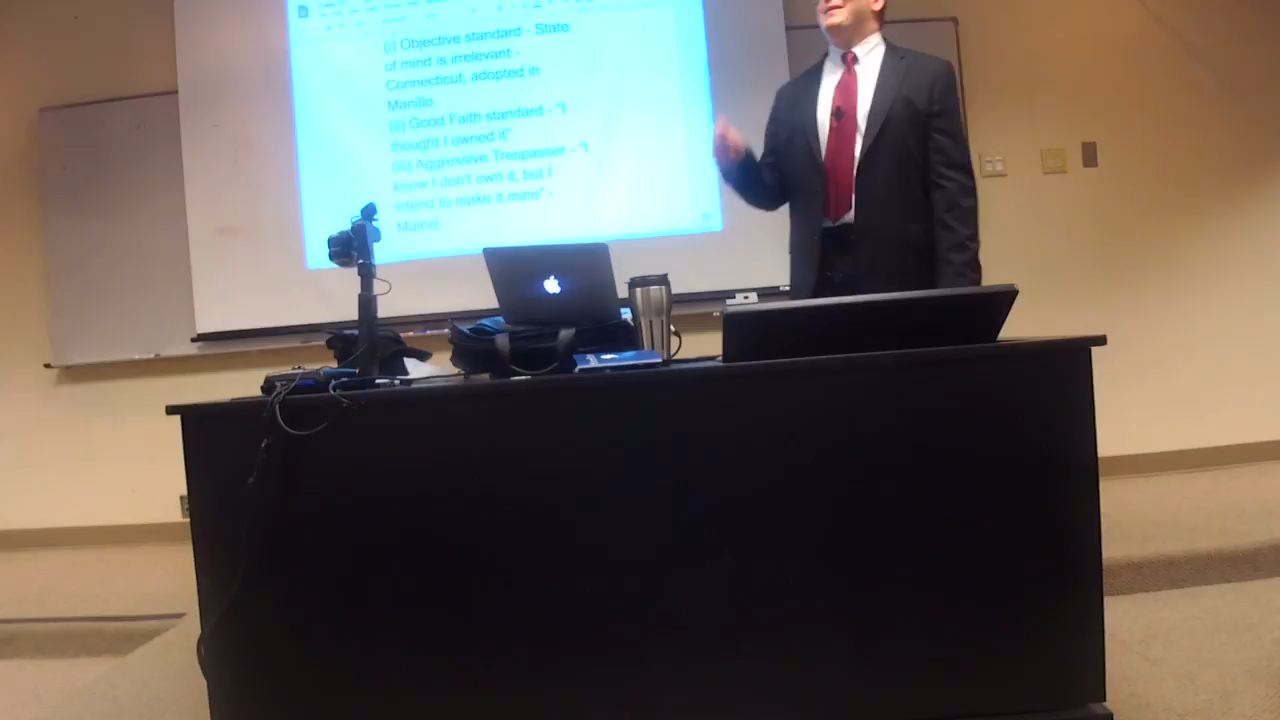 (i) Objective standard - State
of mind is irrelevant -
Connecticut, adopted in
Manillo
(ii) Good Faith standard - "I
thought I owned it"
(iii) Aggressive Trespasser - "I
know I don't own it, but I
intend to make it mine" -